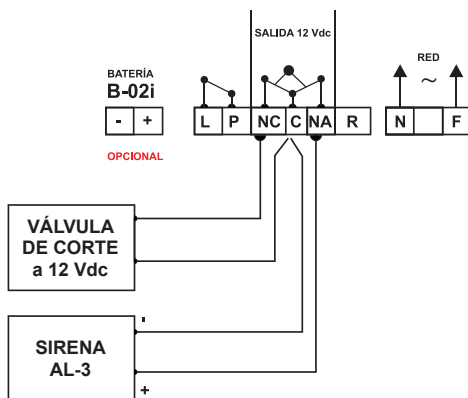 SALIDA 12 Vdc
RED
~
BATERÍA
B-02i
- +
L P NC C NA R
N F
OPCIONAL
VÁLVULA
DE CORTE
a 12 Vdc
-
SIRENA
AL-3
+